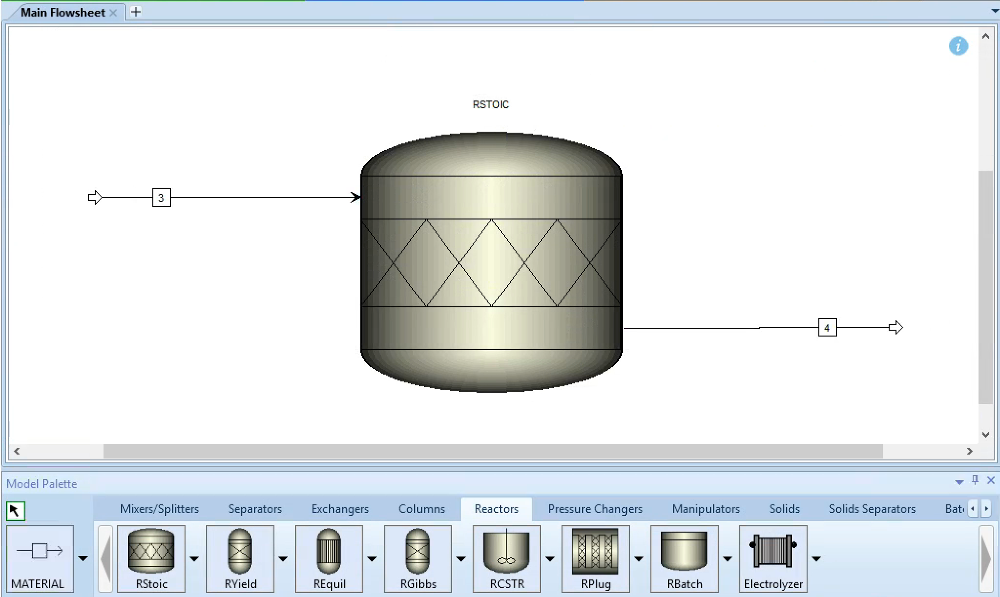 Main Flowsheet
i
RSTOIC
3
4
Model Palette
Mixers/Splitters Separators Exchangers Columns Reactors Pressure Changers Manipulators Solids Solids Separators Bat
MATERIAL RStoic RYield REquil RGibbs RCSTR RPlug RBatch Electrolyzer